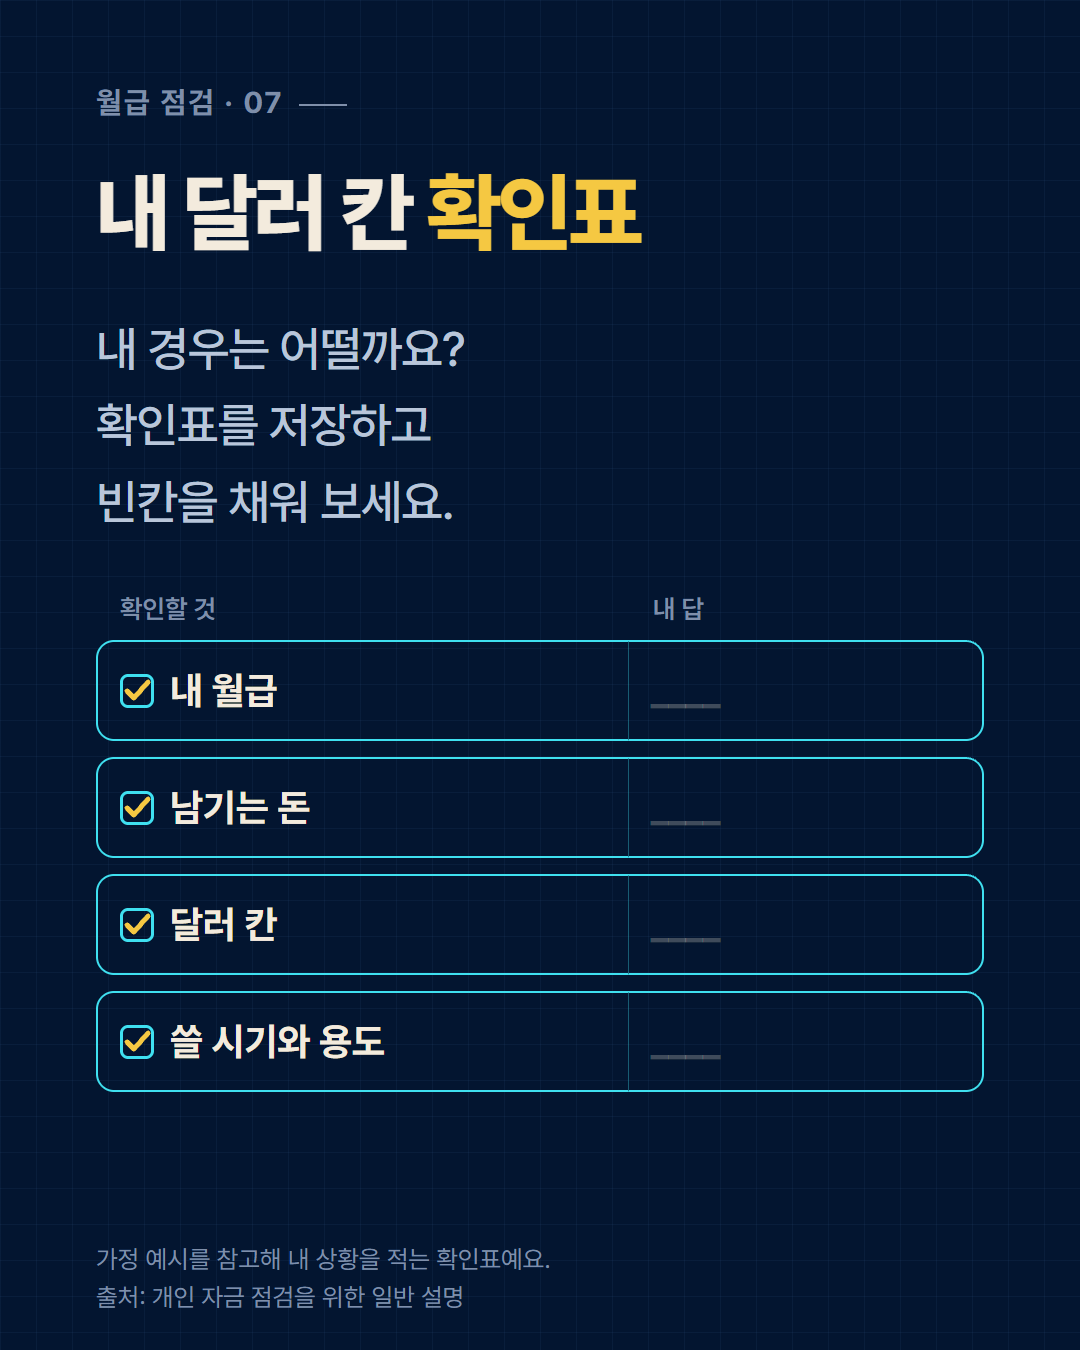 월급 점검 · 07
내 달러 칸 확인표
내 경우는 어떨까요?
확인표를 저장하고
빈칸을 채워 보세요.
확인할 것 내 답
내 월급 ____
남기는 돈 ____
달러 칸 ____
쓸 시기와 용도 ____
가정 예시를 참고해 내 상황을 적는 확인표예요.
출처: 개인 자금 점검을 위한 일반 설명